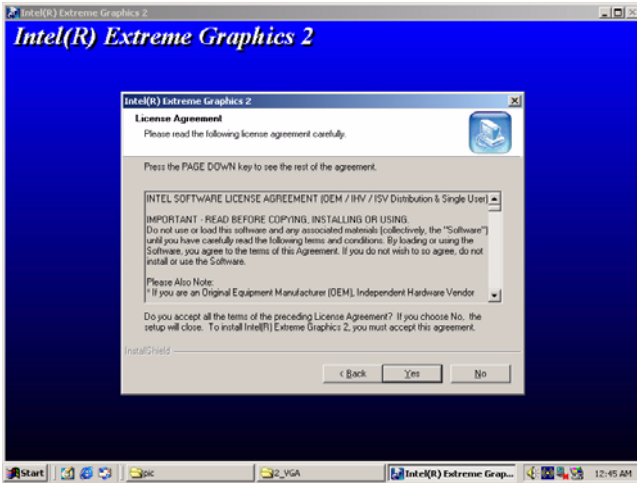 Intel(R) Extreme Graphics 2
Intel(R) Extreme Graphics 2
Intel(R) Extreme Graphics 2
License Agreement
Please read the following license agreement carefully.
Press the PAGE DOWN key to see the rest of the agreement.
INTEL SOFTWARE LICENSE AGREEMENT (OEM / IHV / ISV Distribution & Single User)
IMPORTANT - READ BEFORE COPYING, INSTALLING OR USING.
Do not use or load this software and any associated materials (collectively, the "Software")
until you have carefully read the following terms and conditions. By loading or using the
Software, you agree to the terms of this Agreement. If you do not wish to so agree, do not
install or use the Software.
Please Also Note:
* If you are an Original Equipment Manufacturer (OEM), Independent Hardware Vendor
Do you accept all the terms of the preceding License Agreement? If you choose No, the
setup will close. To install Intel(R) Extreme Graphics 2, you must accept this agreement.
InstallShield
< Back Yes No
Start pic 2_VGA Intel(R) Extreme Grap... 12:45 AM